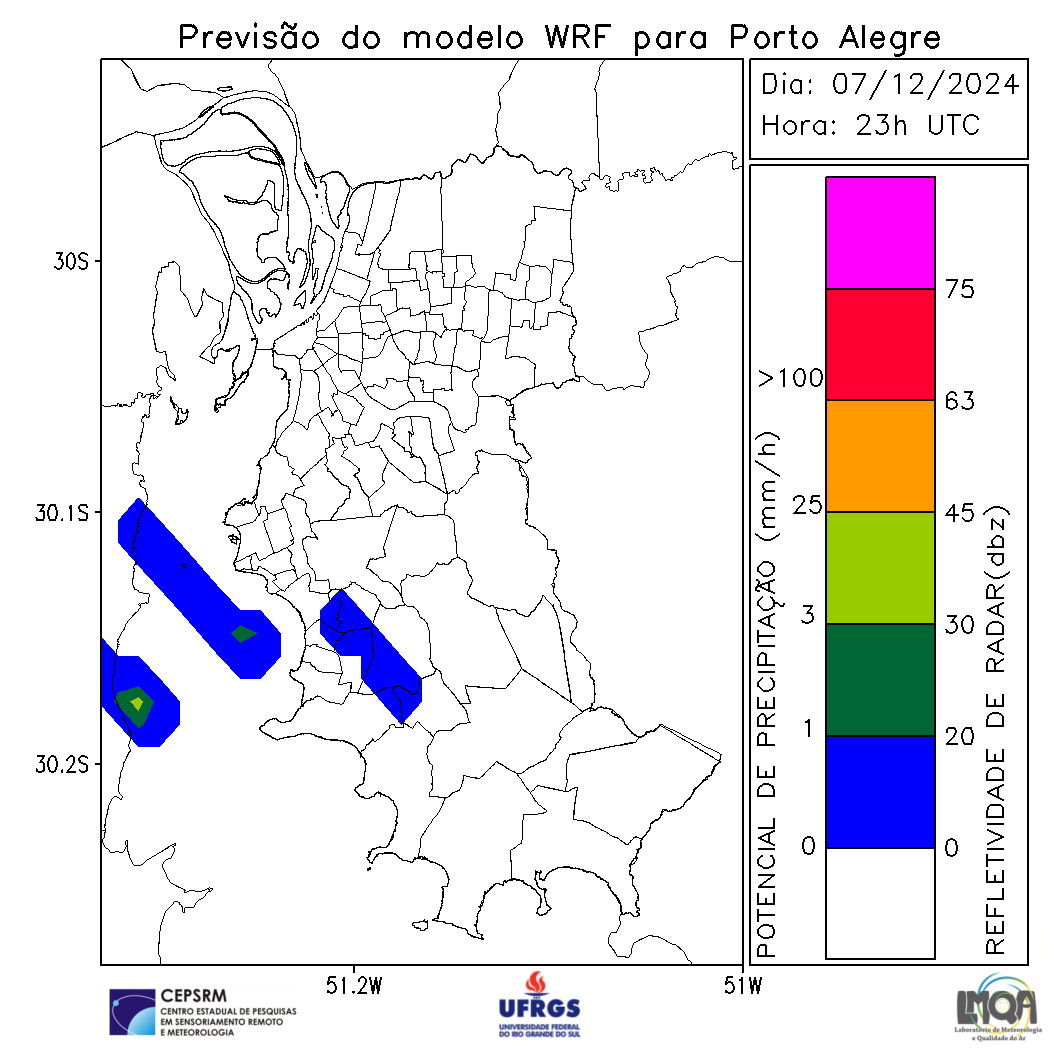 Previsão do modelo WRF para Porto Alegre
Dia: 07/12/2024
Hora: 23h UTC
30S
30.1S
30.2S
51.2W
51W
POTENCIAL DE PRECIPITAÇÃO (mm/h)
>100
25
3
1
0
75
63
45
30
20
0
REFLETIVIDADE DE RADAR(dbz)
CEPSRM
CENTRO ESTADUAL DE PESQUISAS
EM SENSORIAMENTO REMOTO
E METEOROLOGIA
UFRGS
UNIVERSIDADE FEDERAL
DO RIO GRANDE DO SUL
LMQA
Laboratório de Meteorologia
e Qualidade do Ar